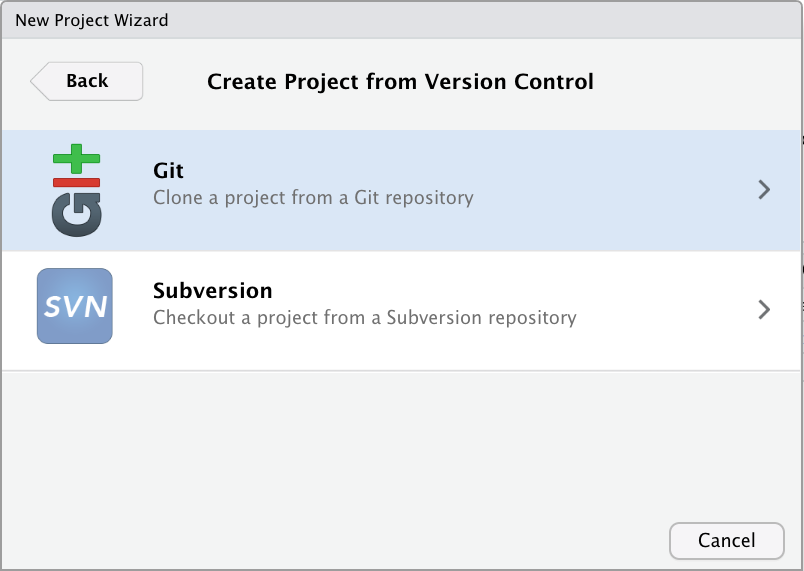 New Project Wizard
Back
Create Project from Version Control
Git
Git
Clone a project from a Git repository
SVN
Subversion
Checkout a project from a Subversion repository
Cancel